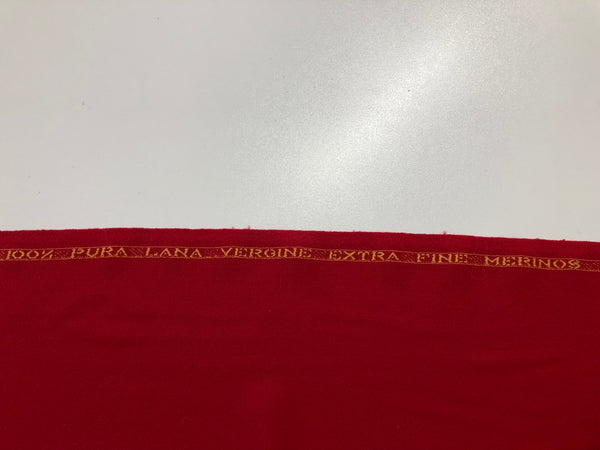 100% PURA LANA VERGINE EXTRA FINE MERINOS